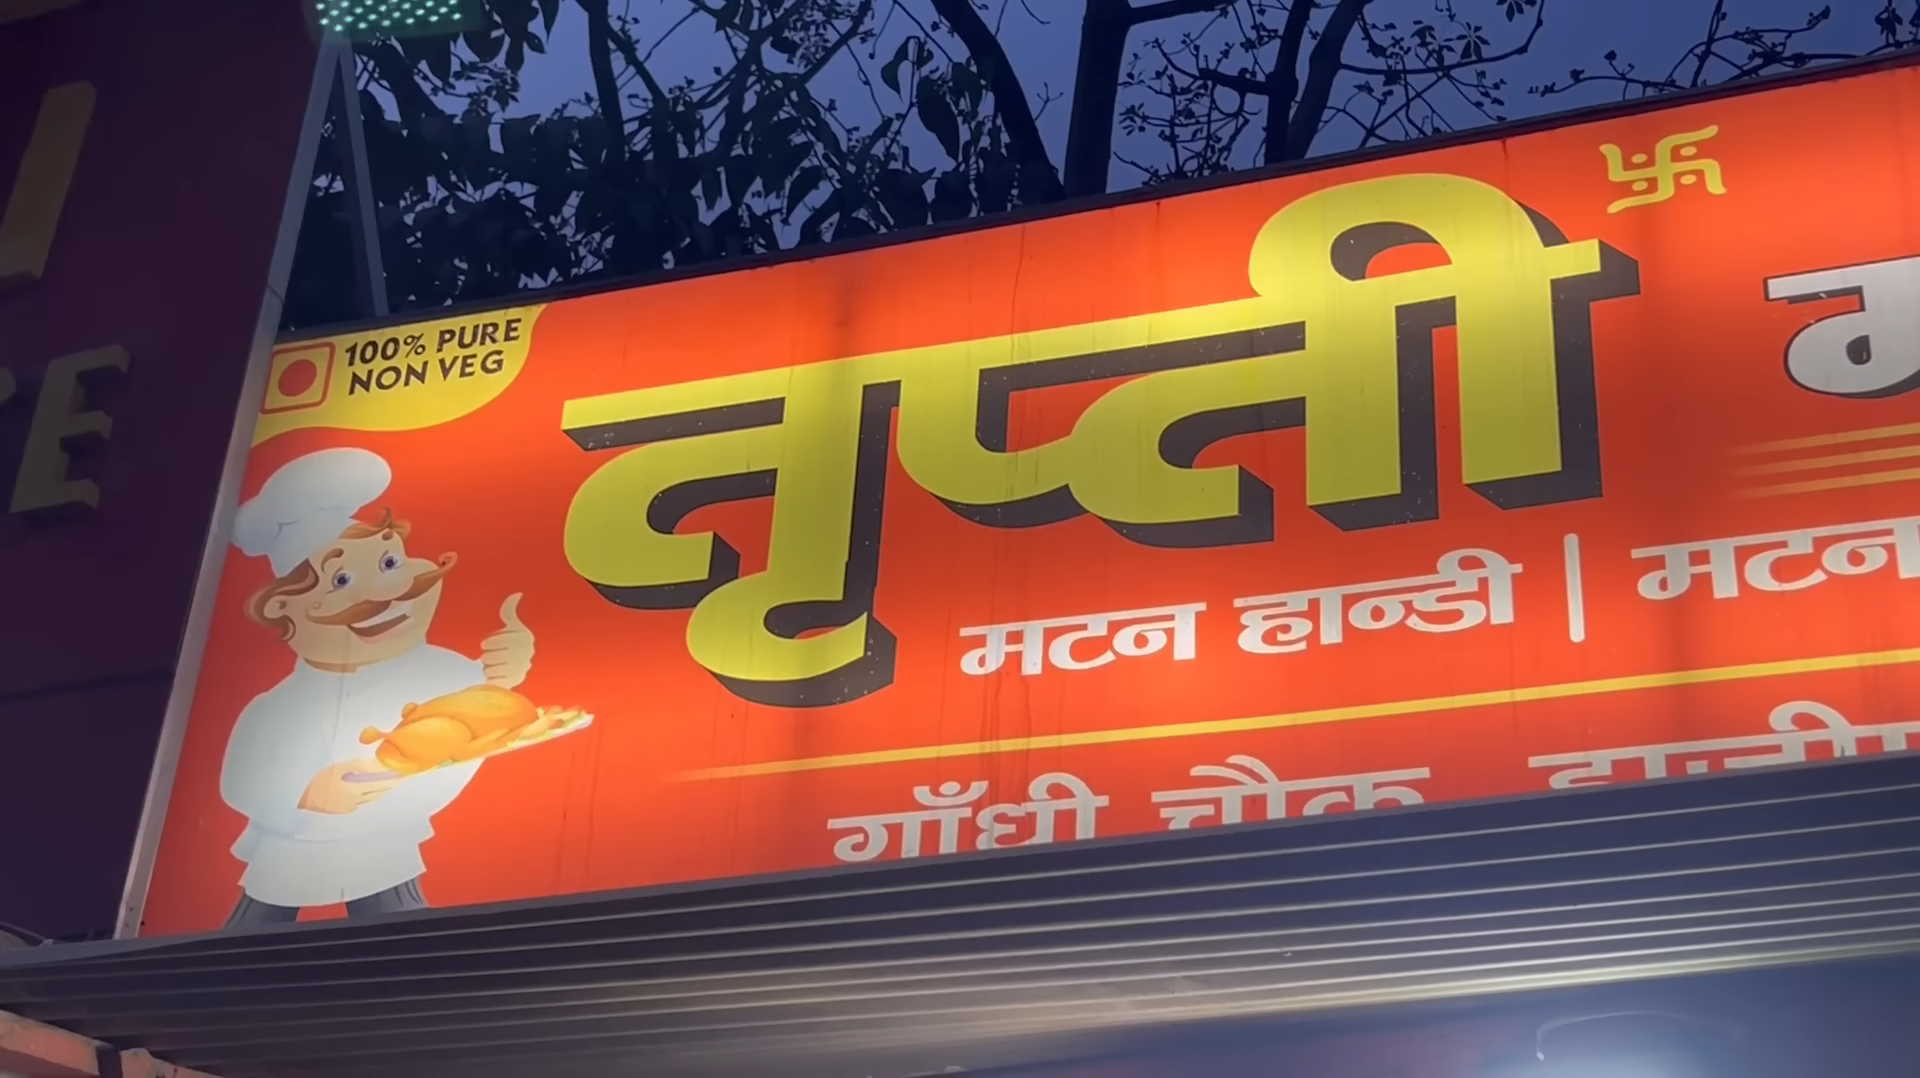 100% PURE
NON VEG
तृप्ती
मटन हान्डी | मटन
गाँधी चौक